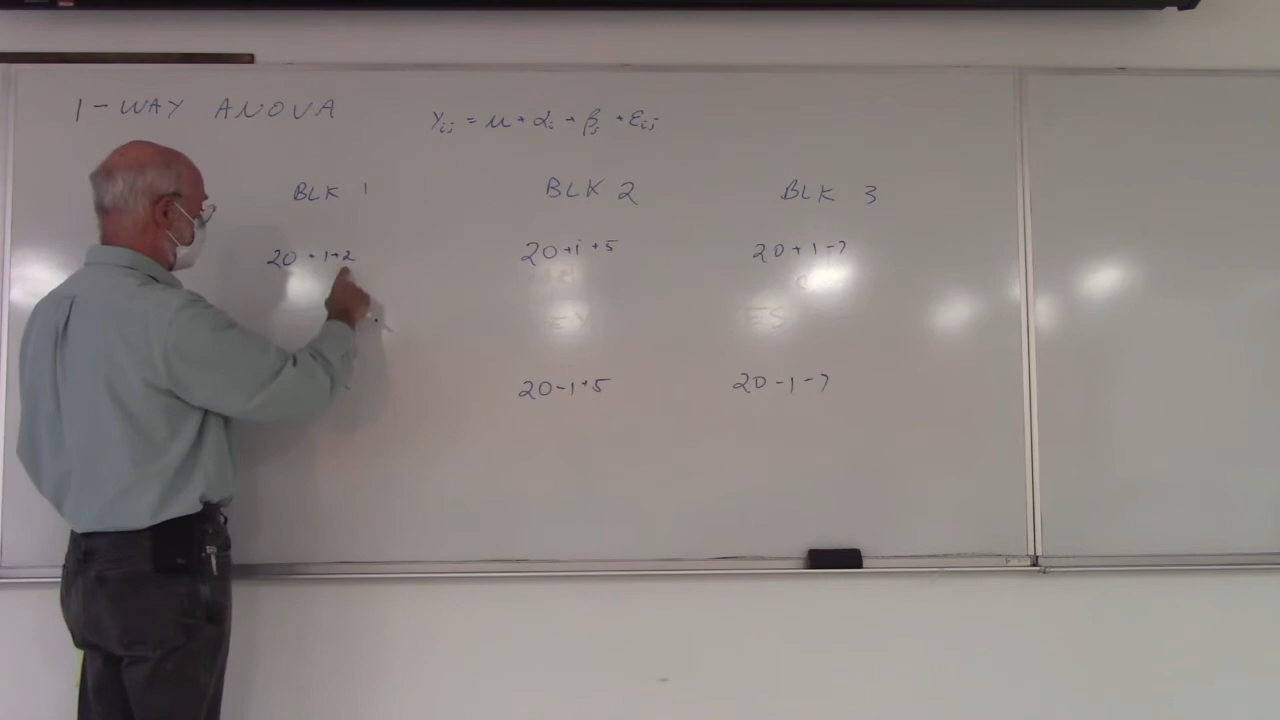 1-WAY ANOVA
Yij = μ + αi + βj + εij
BLK 1 BLK 2 BLK 3
20 + 1 + 2 20 + 1 + 5 20 + 1 - 7
20 - 1 + 5 20 - 1 - 7